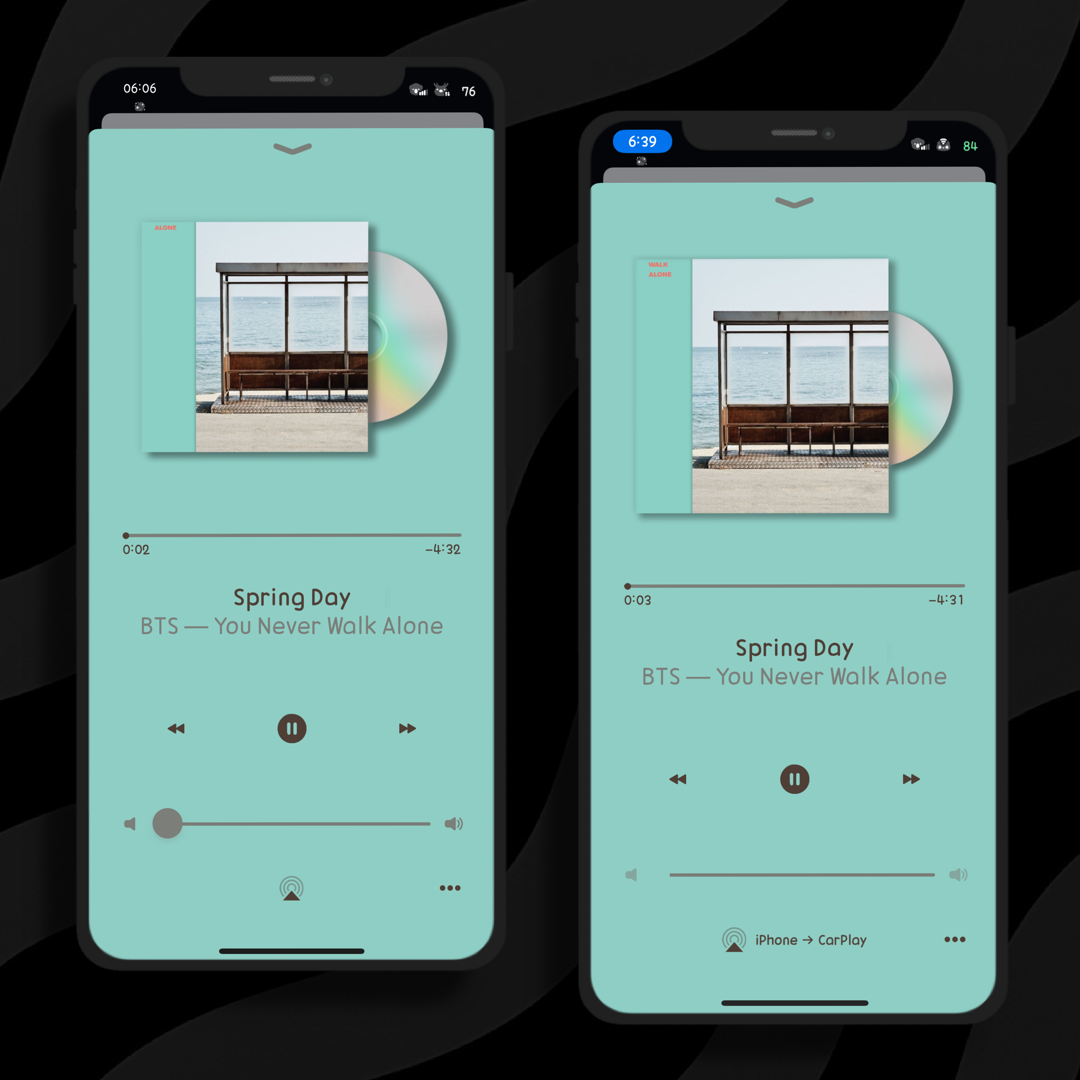 06:06
76
ALONE
0:02
-4:32
Spring Day
BTS — You Never Walk Alone
6:39
84
WALK
ALONE
0:03
-4:31
Spring Day
BTS — You Never Walk Alone
iPhone → CarPlay